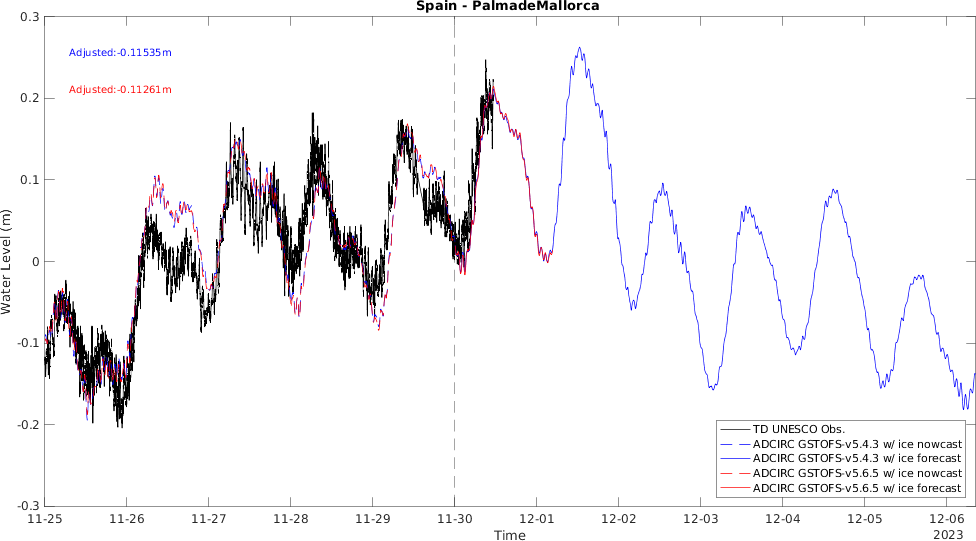 Spain - PalmadeMallorca
Adjusted:-0.11535m
Adjusted:-0.11261m
0.3
0.2
0.1
0
-0.1
-0.2
-0.3
Water Level (m)
TD UNESCO Obs.
ADCIRC GSTOFS-v5.4.3 w/ ice nowcast
ADCIRC GSTOFS-v5.4.3 w/ ice forecast
ADCIRC GSTOFS-v5.6.5 w/ ice nowcast
ADCIRC GSTOFS-v5.6.5 w/ ice forecast
11-25 11-26 11-27 11-28 11-29 11-30 12-01 12-02 12-03 12-04 12-05 12-06
Time
2023